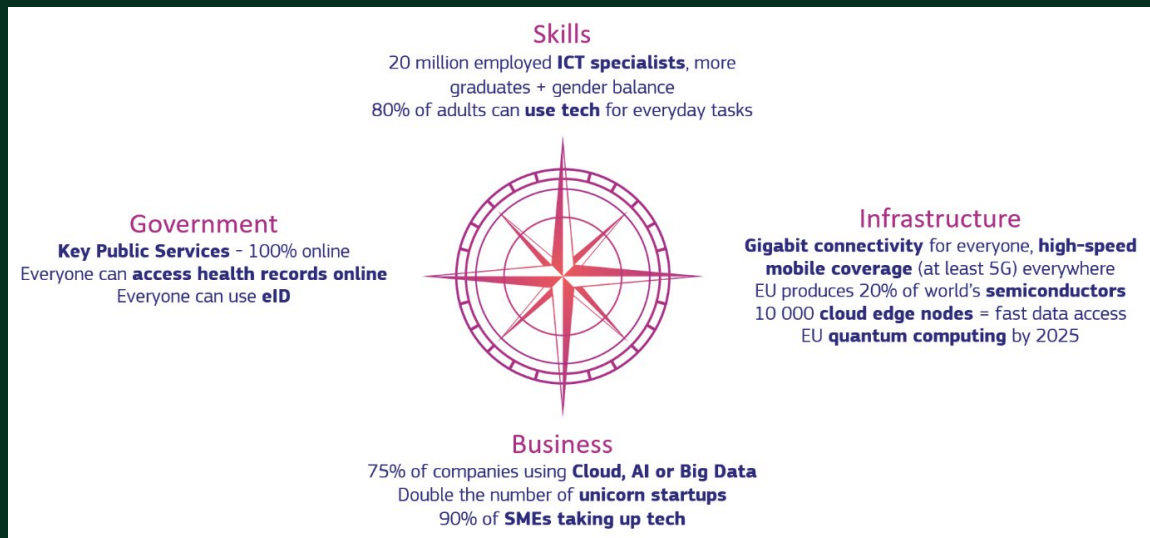 Skills
20 million employed ICT specialists, more
graduates + gender balance
80% of adults can use tech for everyday tasks
Government
Key Public Services - 100% online
Everyone can access health records online
Everyone can use eID
Infrastructure
Gigabit connectivity for everyone, high-speed
mobile coverage (at least 5G) everywhere
EU produces 20% of world's semiconductors
10 000 cloud edge nodes = fast data access
EU quantum computing by 2025
Business
75% of companies using Cloud, AI or Big Data
Double the number of unicorn startups
90% of SMEs taking up tech